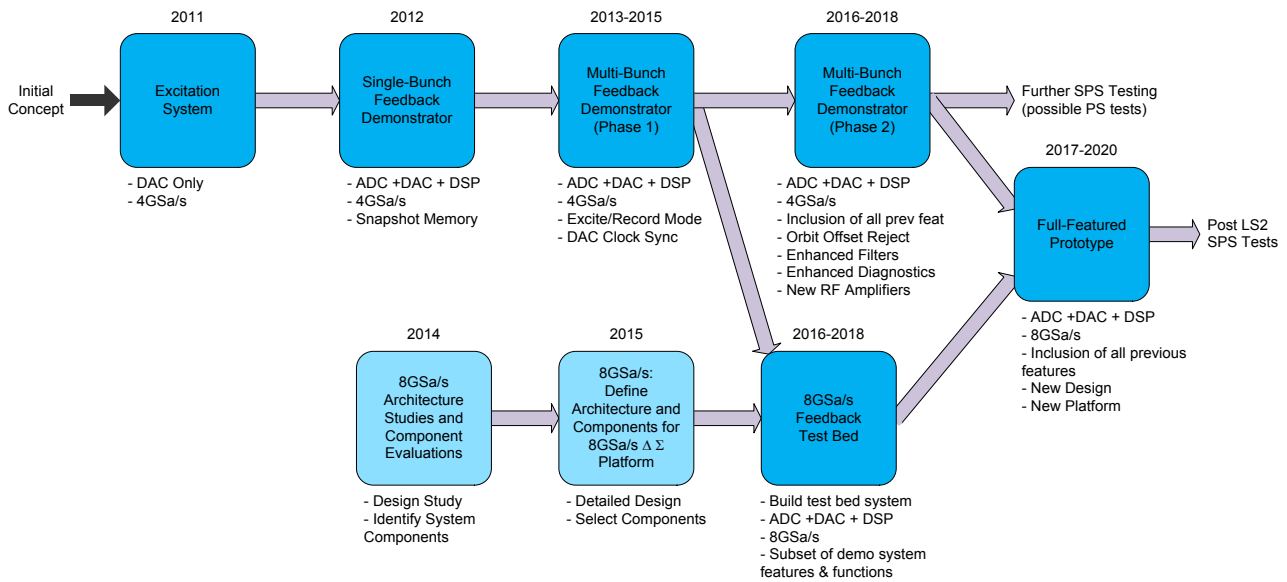 Initial
Concept
2011
Excitation
System
- DAC Only
- 4GSa/s
2012
Single-Bunch
Feedback
Demonstrator
- ADC +DAC + DSP
- 4GSa/s
- Snapshot Memory
2013-2015
Multi-Bunch
Feedback
Demonstrator
(Phase 1)
- ADC +DAC + DSP
- 4GSa/s
- Excite/Record Mode
- DAC Clock Sync
2016-2018
Multi-Bunch
Feedback
Demonstrator
(Phase 2)
- ADC +DAC + DSP
- 4GSa/s
- Inclusion of all prev feat
- Orbit Offset Reject
- Enhanced Filters
- Enhanced Diagnostics
- New RF Amplifiers
Further SPS Testing
(possible PS tests)
2017-2020
Full-Featured
Prototype
- ADC +DAC + DSP
- 8GSa/s
- Inclusion of all previous
features
- New Design
- New Platform
Post LS2
SPS Tests
2014
8GSa/s
Architecture
Studies and
Component
Evaluations
- Design Study
- Identify System
Components
2015
8GSa/s:
Define
Architecture and
Components for
8GSa/s Δ Σ
Platform
- Detailed Design
- Select Components
2016-2018
8GSa/s
Feedback
Test Bed
- Build test bed system
- ADC +DAC + DSP
- 8GSa/s
- Subset of demo system
features & functions